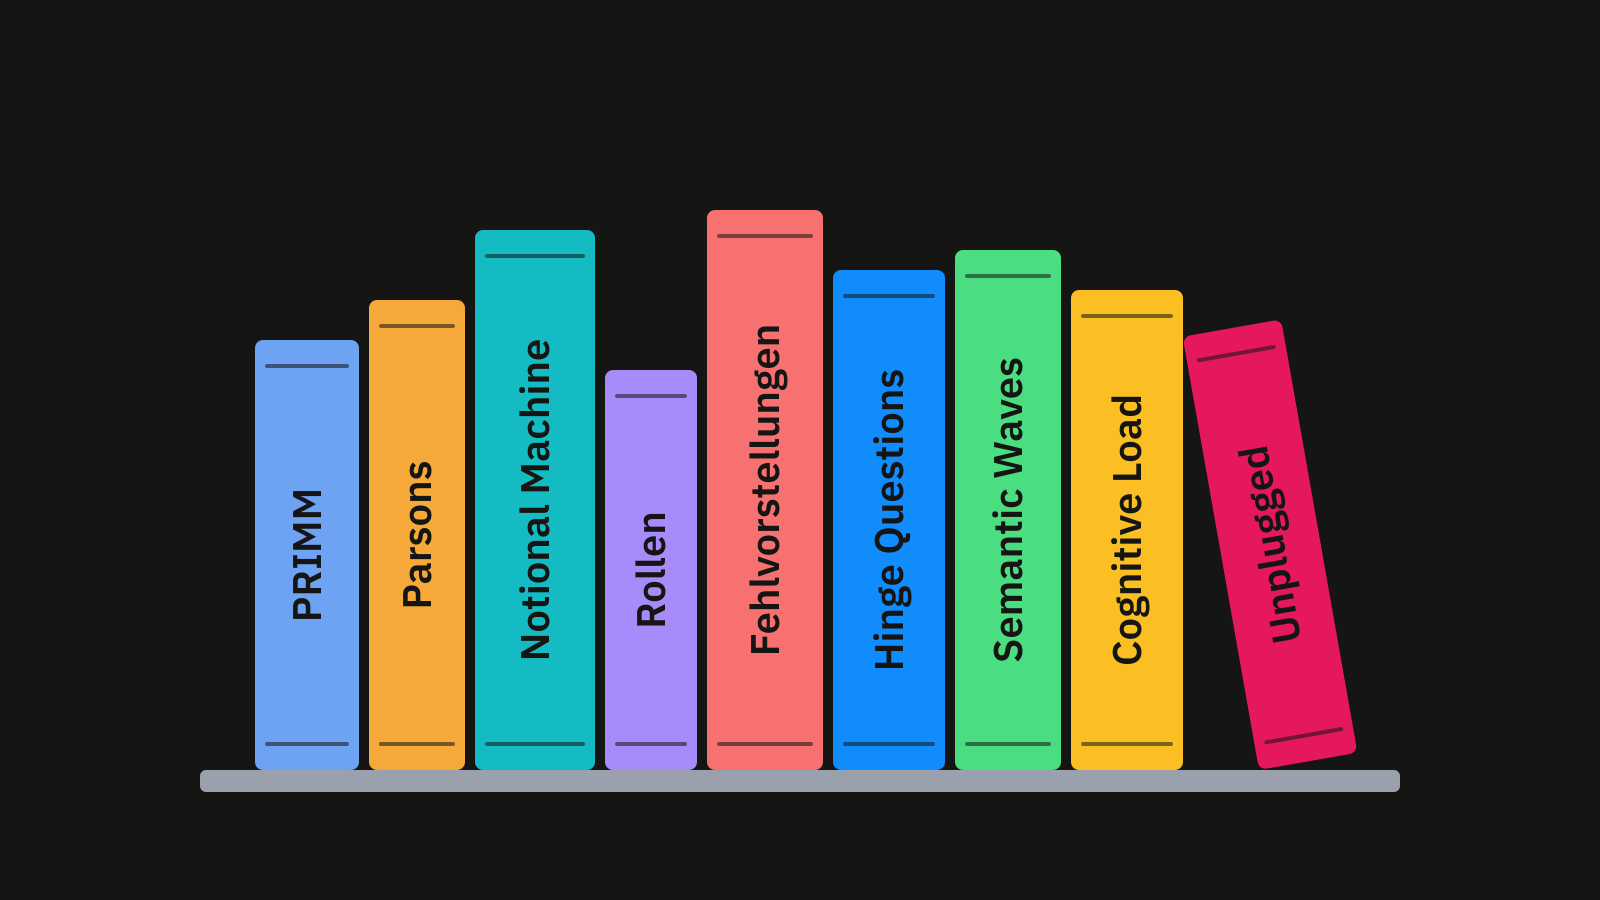 PRIMM
Parsons
Notional Machine
Rollen
Fehlvorstellungen
Hinge Questions
Semantic Waves
Cognitive Load
Unplugged